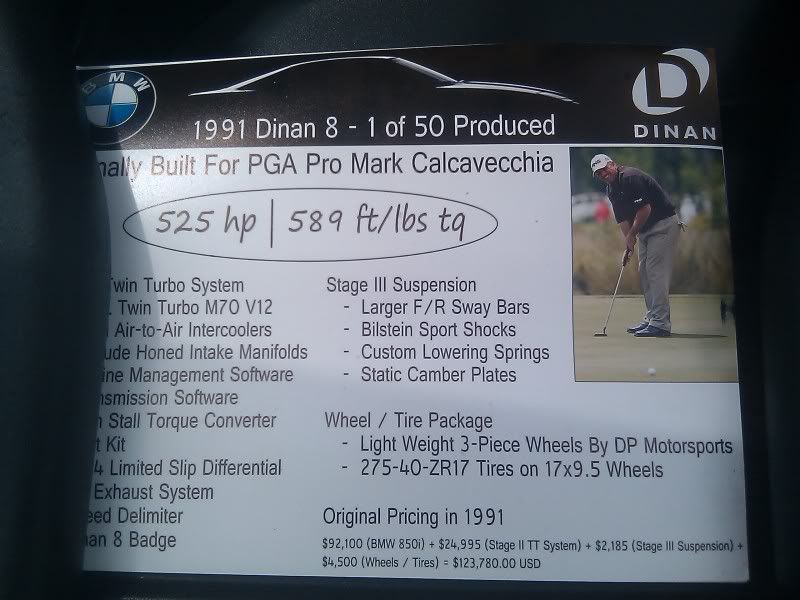 BMW
DINAN
1991 Dinan 8 - 1 of 50 Produced
nally Built For PGA Pro Mark Calcavecchia
525 hp | 589 ft/lbs tq
Twin Turbo System
. Twin Turbo M70 V12
Air-to-Air Intercoolers
ude Honed Intake Manifolds
ine Management Software
nsmission Software
Stall Torque Converter
t Kit
4 Limited Slip Differential
Exhaust System
eed Delimiter
nan 8 Badge
Stage III Suspension
- Larger F/R Sway Bars
- Bilstein Sport Shocks
- Custom Lowering Springs
- Static Camber Plates
Wheel / Tire Package
- Light Weight 3-Piece Wheels By DP Motorsports
- 275-40-ZR17 Tires on 17x9.5 Wheels
Original Pricing in 1991
$92,100 (BMW 850i) + $24,995 (Stage II TT System) + $2,185 (Stage III Suspension) +
$4,500 (Wheels / Tires) = $123,780.00 USD